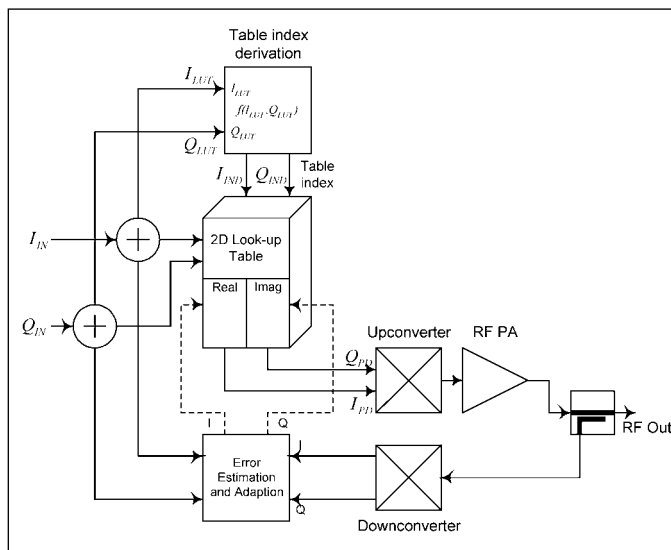 Table index
derivation
I_LUT
I_LUT
f(I_LUT, Q_LUT)
Q_LUT
Q_LUT
I_IND
Q_IND
Table
index
I_IN
2D Look-up
Table
Real
Imag
Q_IN
Upconverter
RF PA
Q_PD
I_PD
RF Out
I
Q
I
Error
Estimation
and Adaption
Q
Downconverter